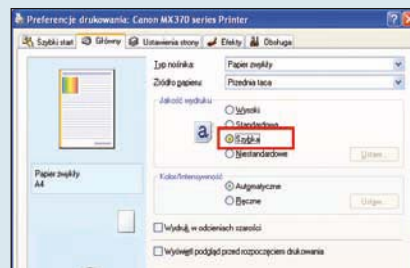 Preferencje drukowania: Canon MX370 series Printer
Szybki start Główny Ustawienia strony Efekty Obsługa
Typ nośnika: Papier zwykły
Źródło papieru: Przednia taca
Jakość wydruku
Wysoki
Standardowa
Szybka
Niestandardowe Ustaw...
Papier zwykły
A4
Kolor/Intensywność
Automatyczne
Ręczne Ustaw...
Wydruk w odcieniach szarości
Wyświetl podgląd przed rozpoczęciem drukowania